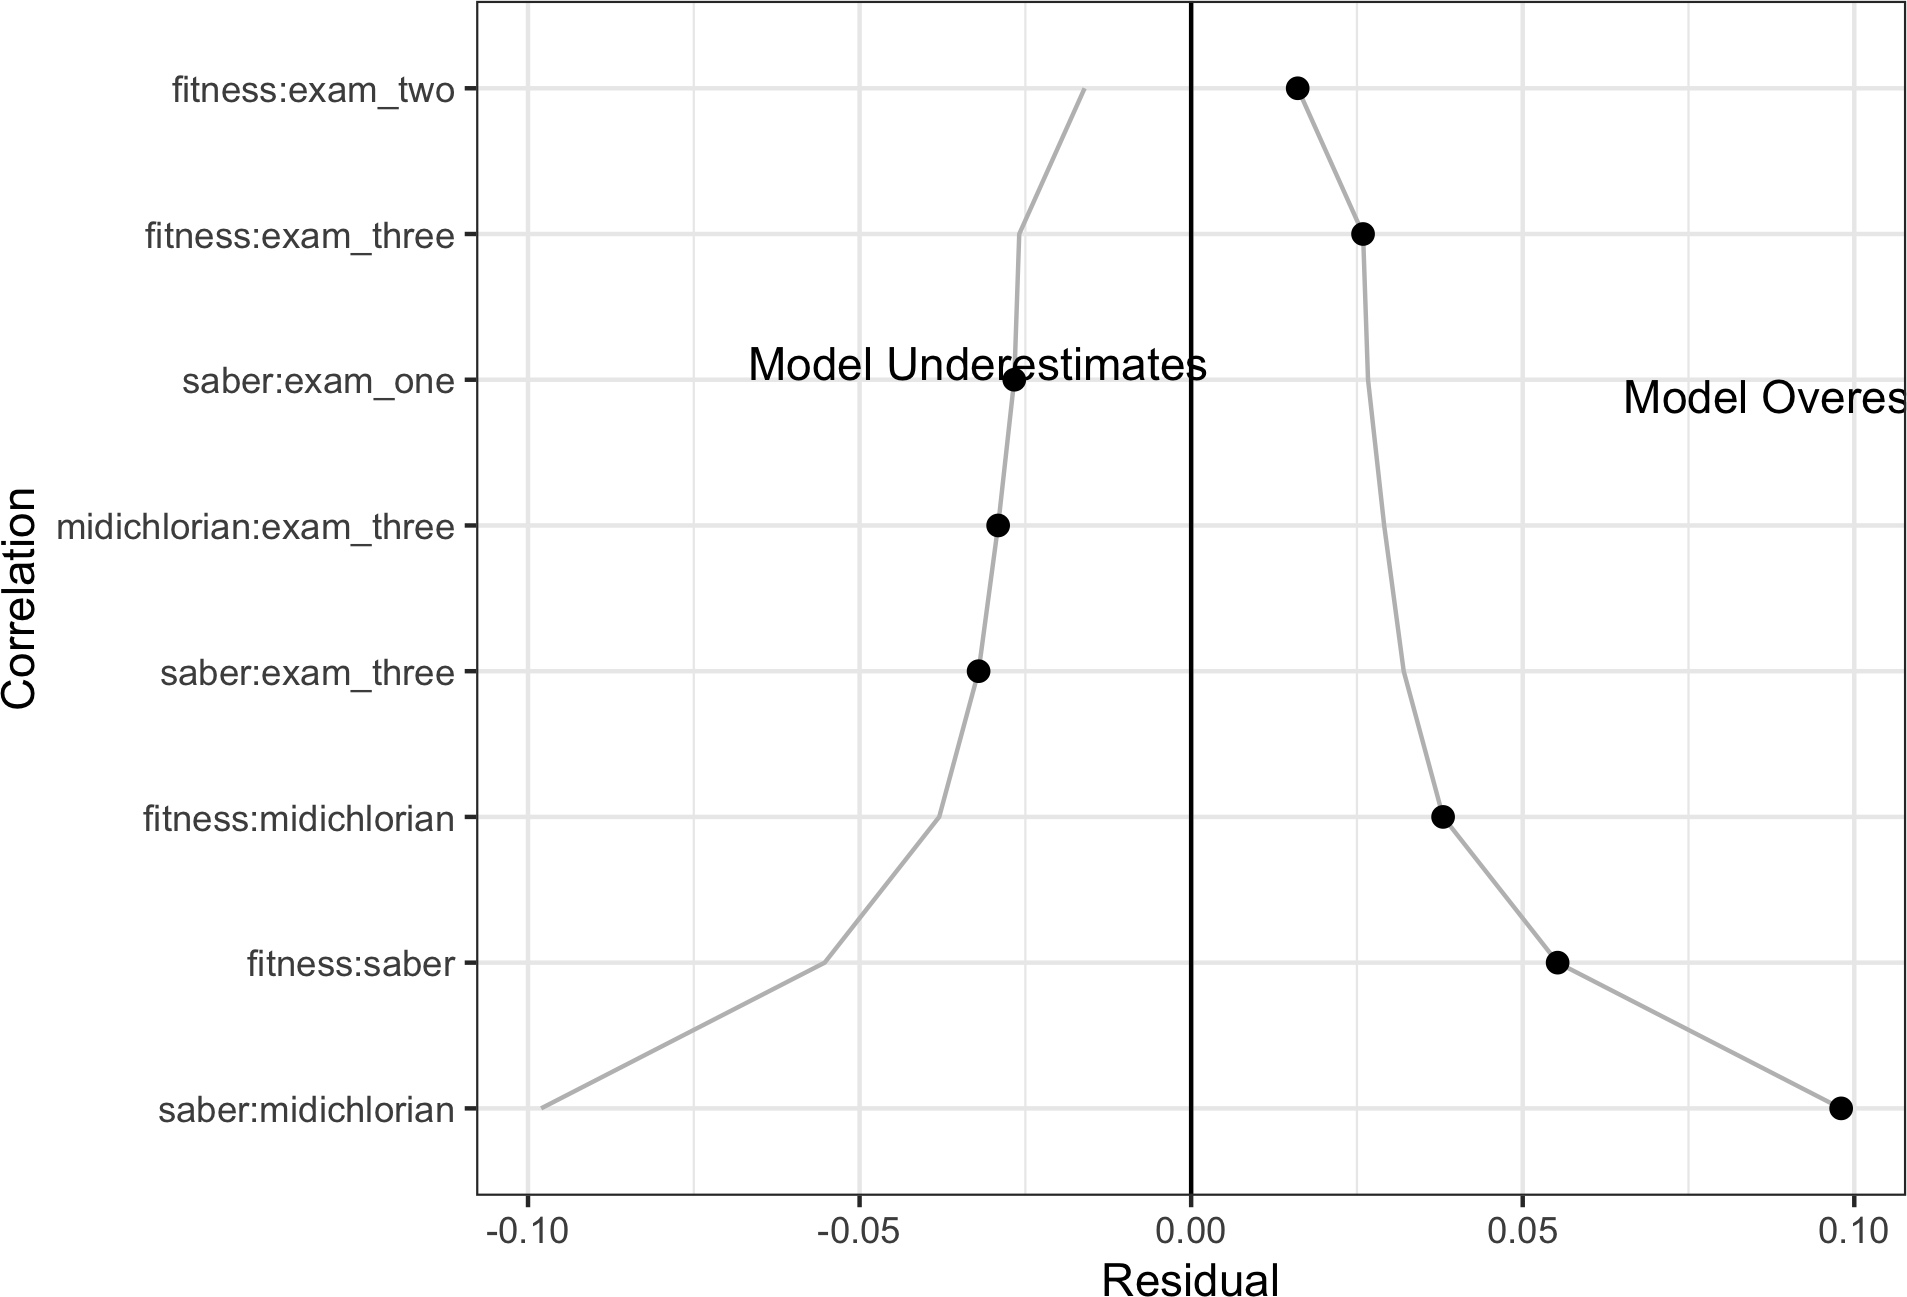 fitness:exam_two
fitness:exam_three
saber:exam_one
midichlorian:exam_three
saber:exam_three
fitness:midichlorian
fitness:saber
saber:midichlorian
Correlation
Model Underestimates
Model Overes
-0.10 -0.05 0.00 0.05 0.10
Residual